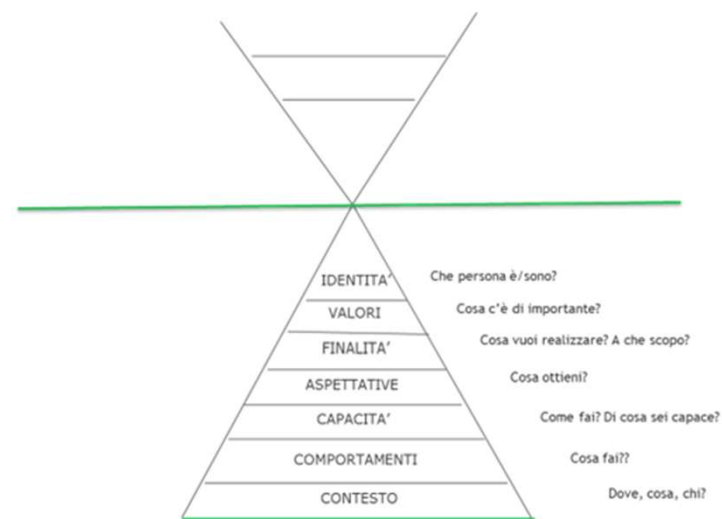 IDENTITA’ Che persona è/sono?
VALORI Cosa c’è di importante?
FINALITA’ Cosa vuoi realizzare? A che scopo?
ASPETTATIVE Cosa ottieni?
CAPACITA’ Come fai? Di cosa sei capace?
COMPORTAMENTI Cosa fai??
CONTESTO Dove, cosa, chi?